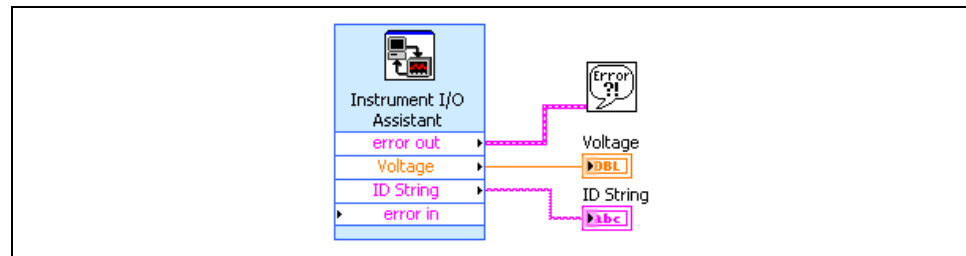 Instrument I/O
Assistant
error out
Voltage
ID String
error in
Error
?!
Voltage
DBL
ID String
abc